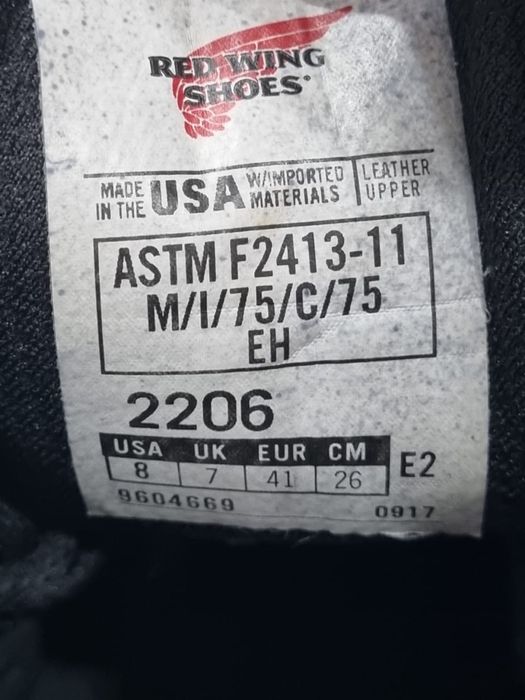 RED WING
SHOES®
MADE IN THE USA W/IMPORTED MATERIALS LEATHER UPPER
ASTM F2413-11
M/I/75/C/75
EH
2206
USA UK EUR CM
8 7 41 26 E2
9604669 0917